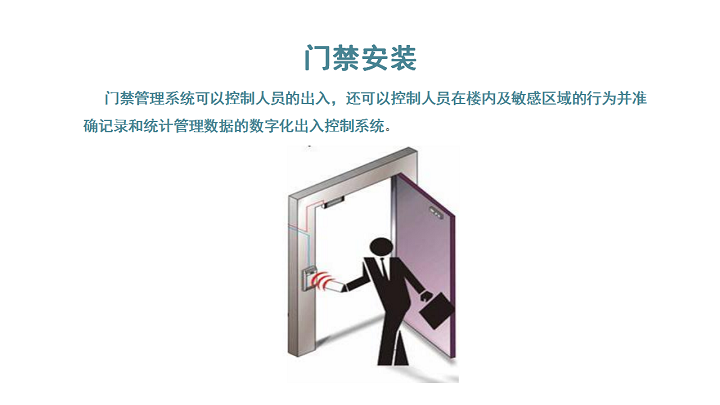 门禁安装
门禁管理系统可以控制人员的出入，还可以控制人员在楼内及敏感区域的行为并准
确记录和统计管理数据的数字化出入控制系统。